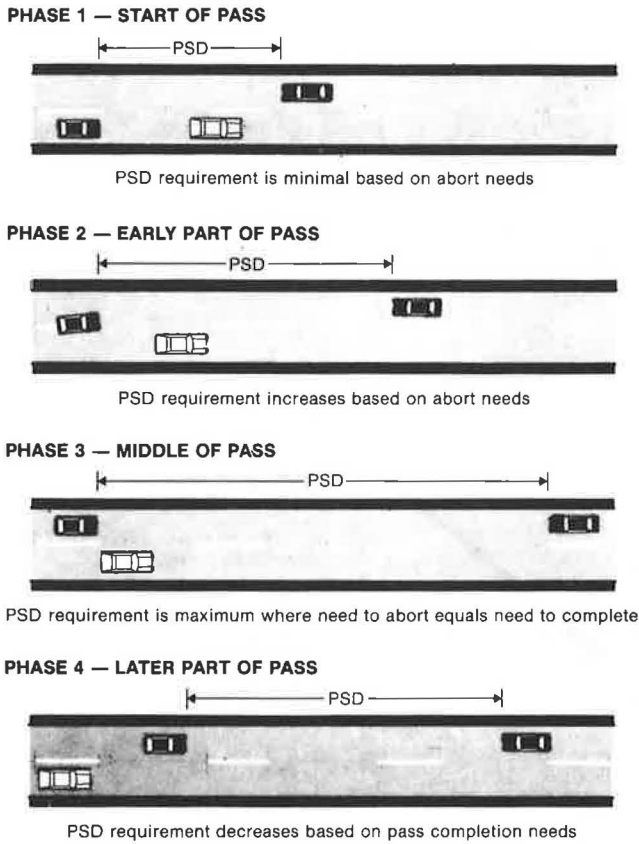 PHASE 1 — START OF PASS
PSD
PSD requirement is minimal based on abort needs
PHASE 2 — EARLY PART OF PASS
PSD
PSD requirement increases based on abort needs
PHASE 3 — MIDDLE OF PASS
PSD
PSD requirement is maximum where need to abort equals need to complete
PHASE 4 — LATER PART OF PASS
PSD
PSD requirement decreases based on pass completion needs